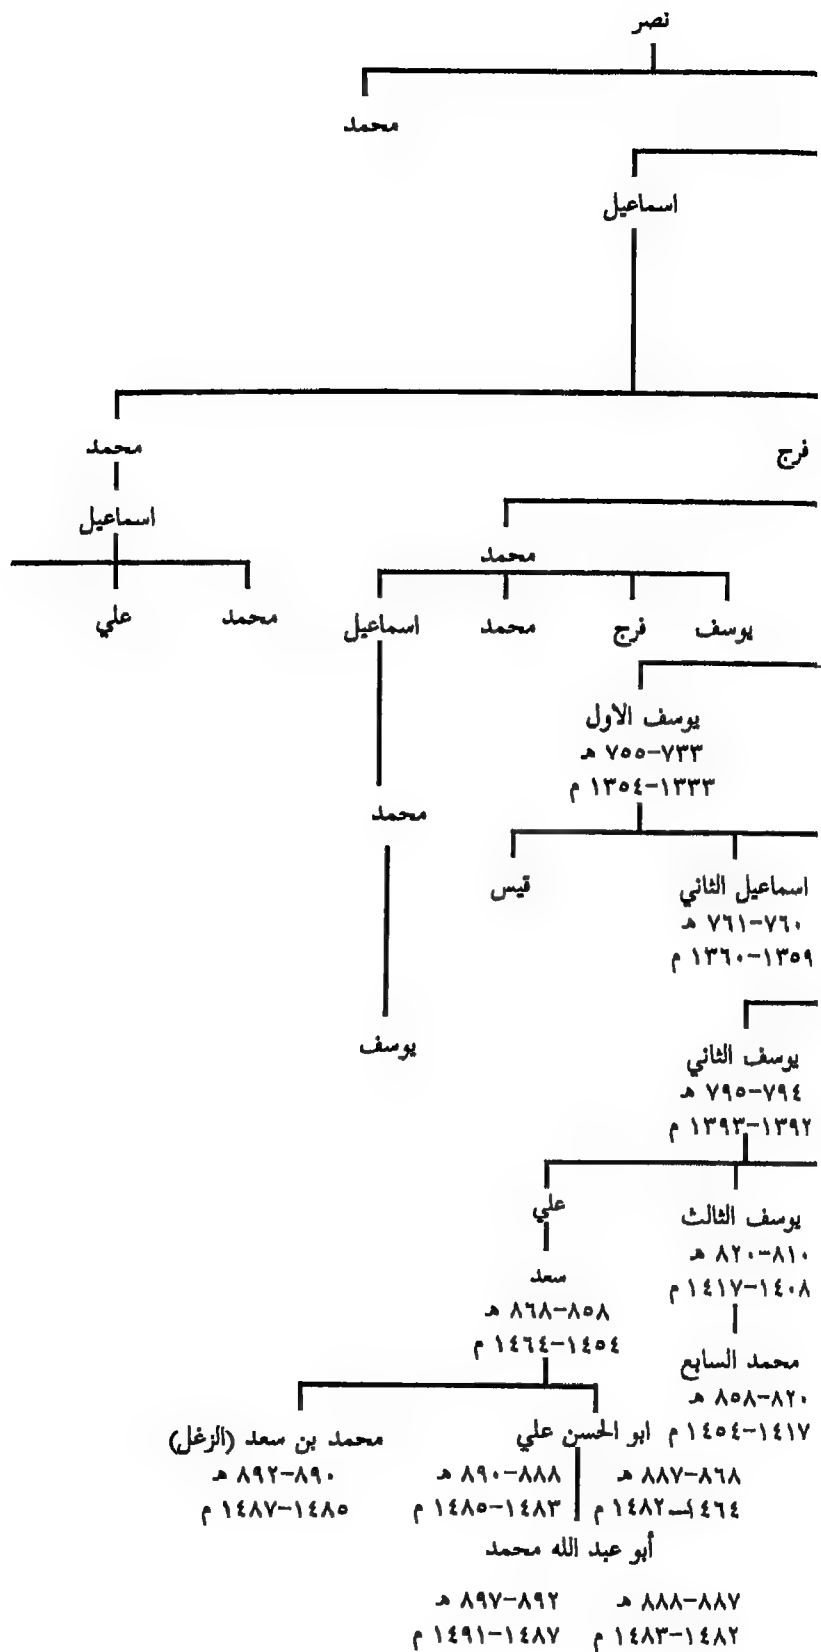 نصر
محمد
اسماعيل
محمد
فرج
اسماعيل
محمد
علي
محمد
اسماعيل
محمد
فرج
يوسف
يوسف الاول
٧٣٣-٧٥٥ هـ
١٣٣٣-١٣٥٤ م
محمد
قيس
اسماعيل الثاني
٧٦٠-٧٦١ هـ
١٣٥٩-١٣٦٠ م
يوسف
يوسف الثاني
٧٩٤-٧٩٥ هـ
١٣٩٢-١٣٩٣ م
علي
يوسف الثالث
٨١٠-٨٢٠ هـ
١٤٠٨-١٤١٧ م
سعد
٨٥٨-٨٦٨ هـ
١٤٥٤-١٤٦٤ م
محمد السابع
٨٢٠-٨٥٨ هـ
١٤١٧-١٤٥٤ م
ابو الحسن علي
محمد بن سعد (الزغل)
٨٦٨-٨٨٧ هـ
٨٨٨-٨٩٠ هـ
٨٩٠-٨٩٢ هـ
١٤٦٤-١٤٨٢ م
١٤٨٣-١٤٨٥ م
١٤٨٥-١٤٨٧ م
أبو عبد الله محمد
٨٨٧-٨٨٨ هـ
٨٩٢-٨٩٧ هـ
١٤٨٢-١٤٨٣ م
١٤٨٧-١٤٩١ م